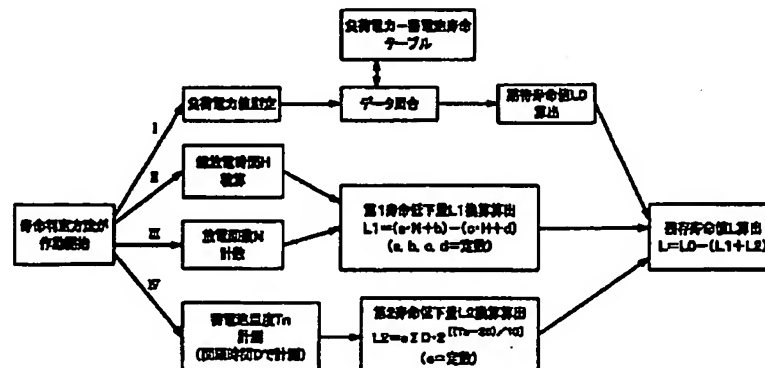 負荷電力−蓄電池寿命
テーブル
負荷電力値測定
データ照合
期待寿命値L0
算出
I
II
総放電時間H
積算
寿命判定方法が
作動開始
III
放電回数N
計数
第1寿命低下量L1換算算出
L1=(a・N+b)−(c・H+d)
(a, b, c, d=定数)
残存寿命値L算出
L=L0−(L1+L2)
IV
蓄電池温度Tn
計測
(間隔時間Dで計測)
第2寿命低下量L2換算算出
(e=定数)